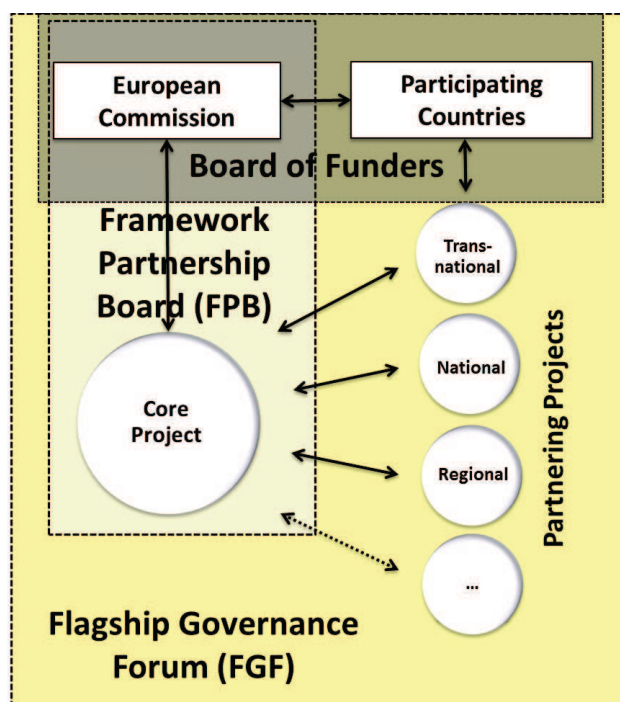 European
Commission
Participating
Countries
Board of Funders
Framework
Partnership
Board (FPB)
Trans-
national
National
Core
Project
Regional
...
Partnering Projects
Flagship Governance
Forum (FGF)